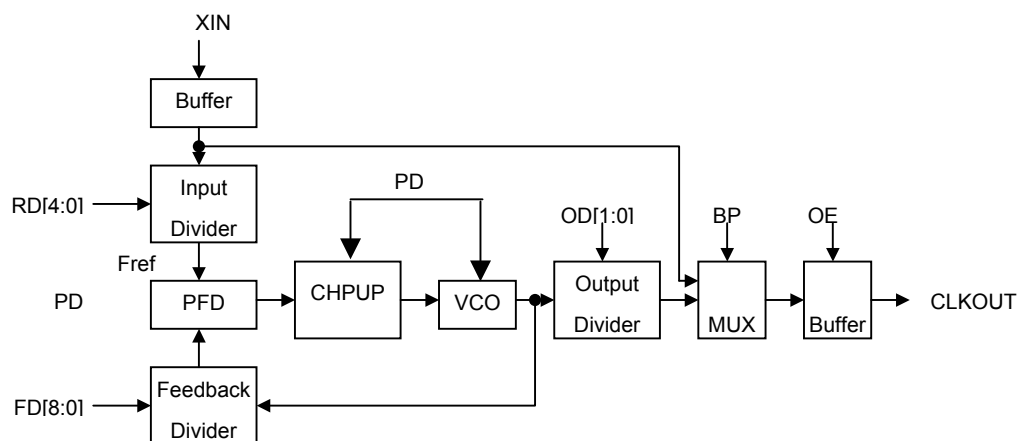 XIN
Buffer
Input
Divider
RD[4:0]
PD
OD[1:0]
BP
OE
Fref
PD
PFD
CHPUP
VCO
Output
Divider
MUX
Buffer
CLKOUT
FD[8:0]
Feedback
Divider